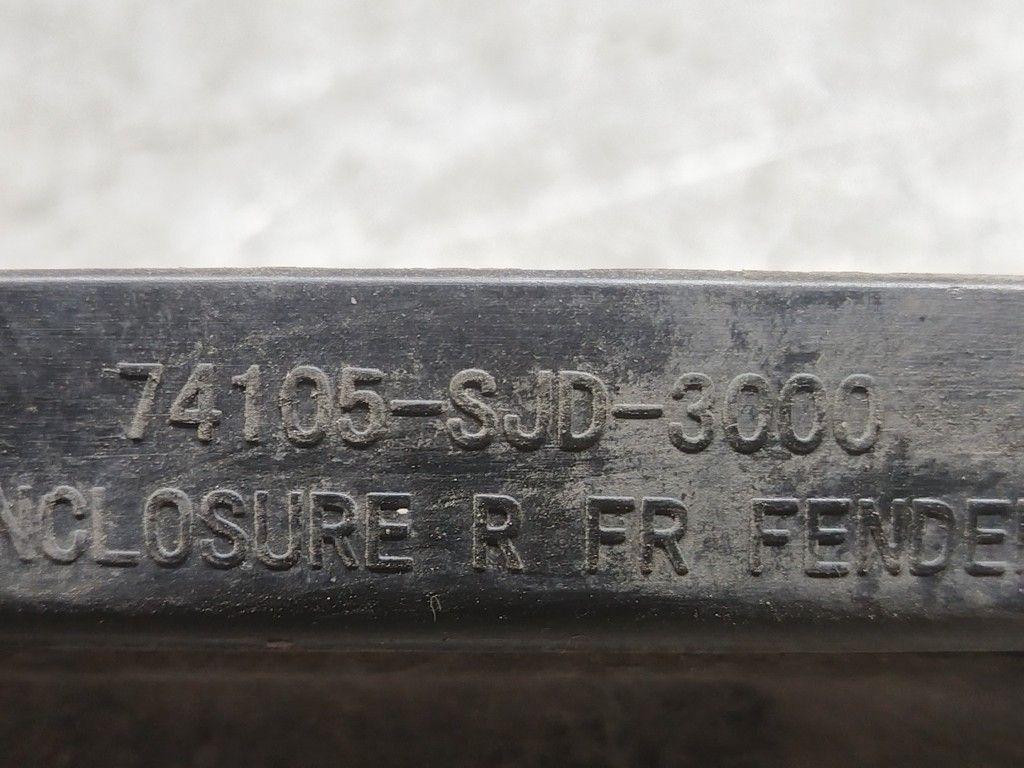 74105-SJD-3000
NCLOSURE R FR FENDE